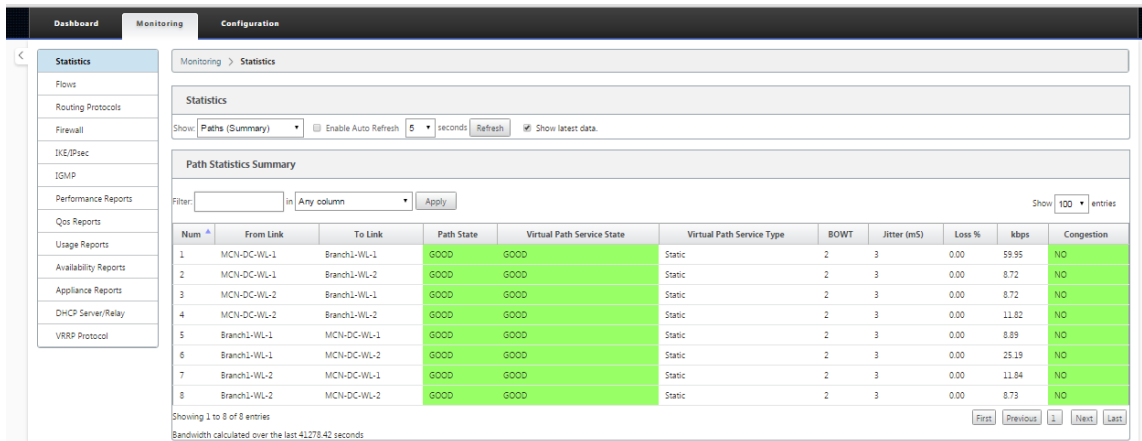 Dashboard Monitoring Configuration
Statistics
Flows
Routing Protocols
Firewall
IKE/IPsec
IGMP
Performance Reports
Qos Reports
Usage Reports
Availability Reports
Appliance Reports
DHCP Server/Relay
VRRP Protocol
Monitoring > Statistics
Statistics
Show: Paths (Summary) Enable Auto Refresh 5 seconds Refresh Show latest data.
Path Statistics Summary
Filter: in Any column Apply Show 100 entries
Num From Link To Link Path State Virtual Path Service State Virtual Path Service Type BOWT Jitter (mS) Loss % kbps Congestion
1 MCN-DC-WL-1 Branch1-WL-1 GOOD GOOD Static 2 3 0.00 59.95 NO
2 MCN-DC-WL-1 Branch1-WL-2 GOOD GOOD Static 2 3 0.00 8.72 NO
3 MCN-DC-WL-2 Branch1-WL-1 GOOD GOOD Static 2 3 0.00 8.72 NO
4 MCN-DC-WL-2 Branch1-WL-2 GOOD GOOD Static 2 3 0.00 11.82 NO
5 Branch1-WL-1 MCN-DC-WL-1 GOOD GOOD Static 2 3 0.00 8.89 NO
6 Branch1-WL-1 MCN-DC-WL-2 GOOD GOOD Static 2 3 0.00 25.19 NO
7 Branch1-WL-2 MCN-DC-WL-1 GOOD GOOD Static 2 3 0.00 11.84 NO
8 Branch1-WL-2 MCN-DC-WL-2 GOOD GOOD Static 2 3 0.00 8.73 NO
Showing 1 to 8 of 8 entries First Previous 1 Next Last
Bandwidth calculated over the last 41278.42 seconds